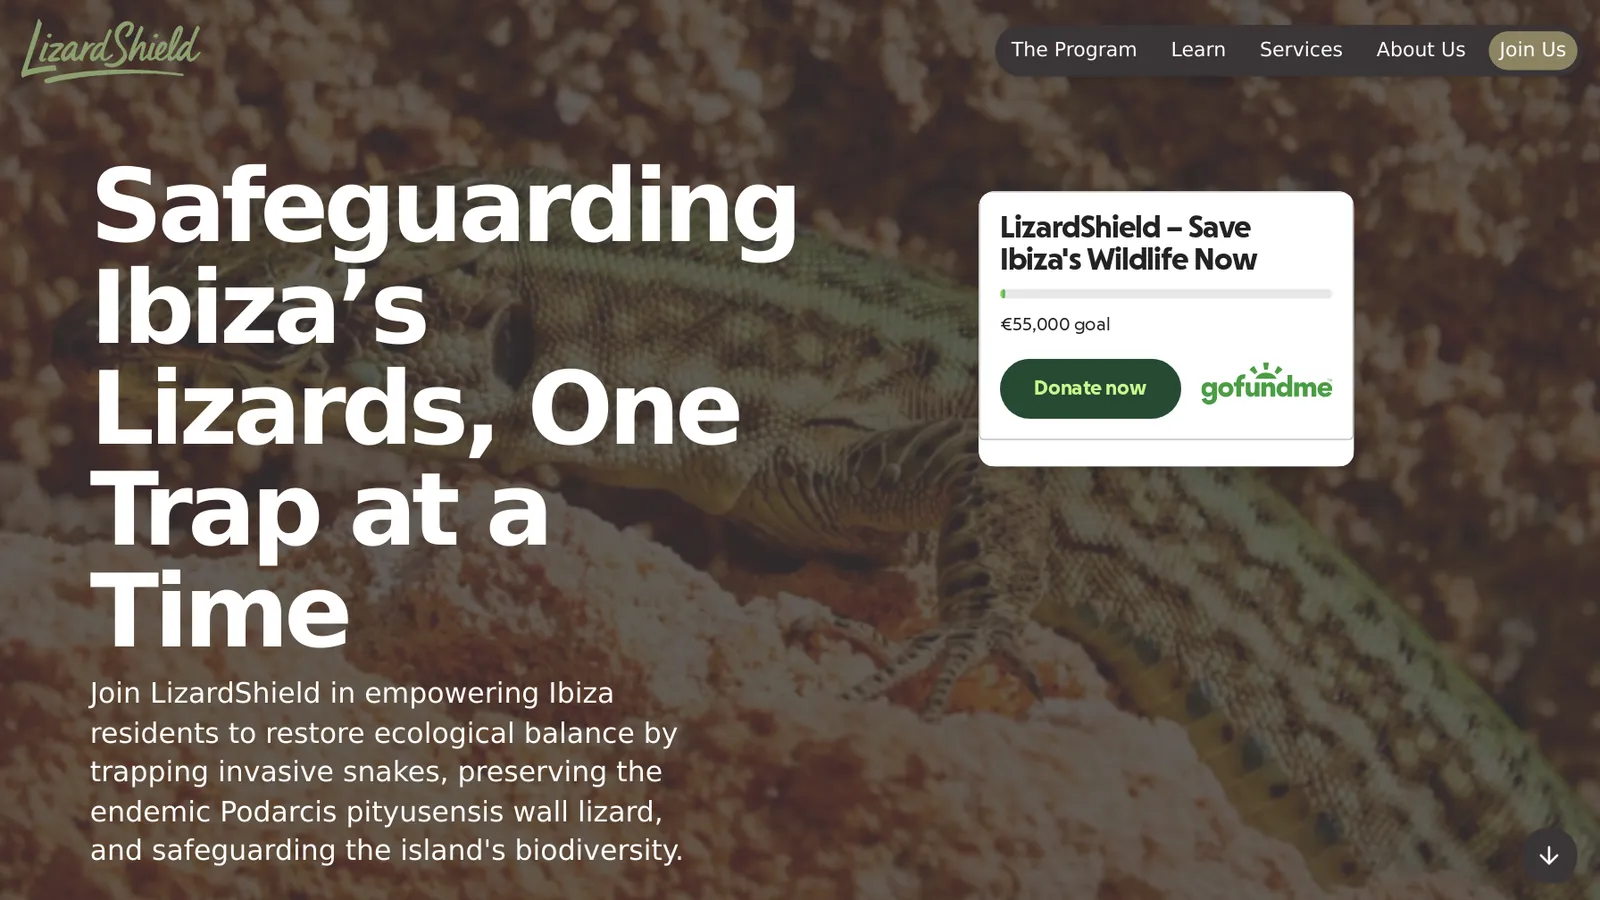 LizardShield
The Program
Learn
Services
About Us
Join Us
Safeguarding
Ibiza’s
Lizards, One
Trap at a
Time
Join LizardShield in empowering Ibiza
residents to restore ecological balance by
trapping invasive snakes, preserving the
endemic Podarcis pityusensis wall lizard,
and safeguarding the island's biodiversity.
LizardShield – Save
Ibiza's Wildlife Now
€55,000 goal
Donate now
gofundme